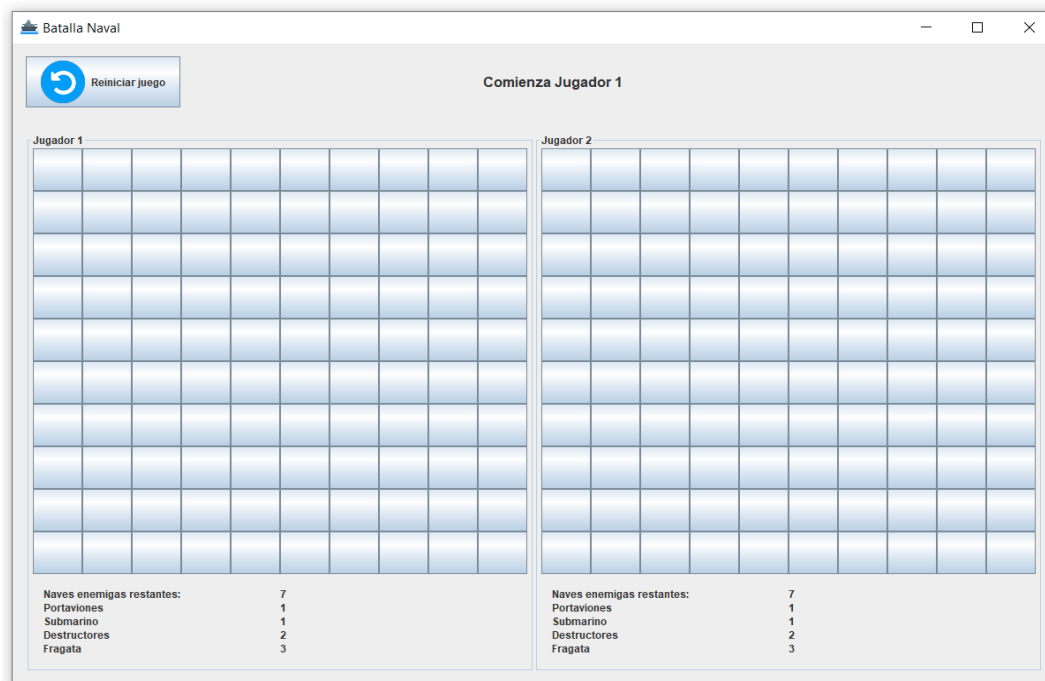 Batalla Naval
Reiniciar juego
Comienza Jugador 1
Jugador 1
Naves enemigas restantes: 7
Portaviones 1
Submarino 1
Destructores 2
Fragata 3
Jugador 2
Naves enemigas restantes: 7
Portaviones 1
Submarino 1
Destructores 2
Fragata 3